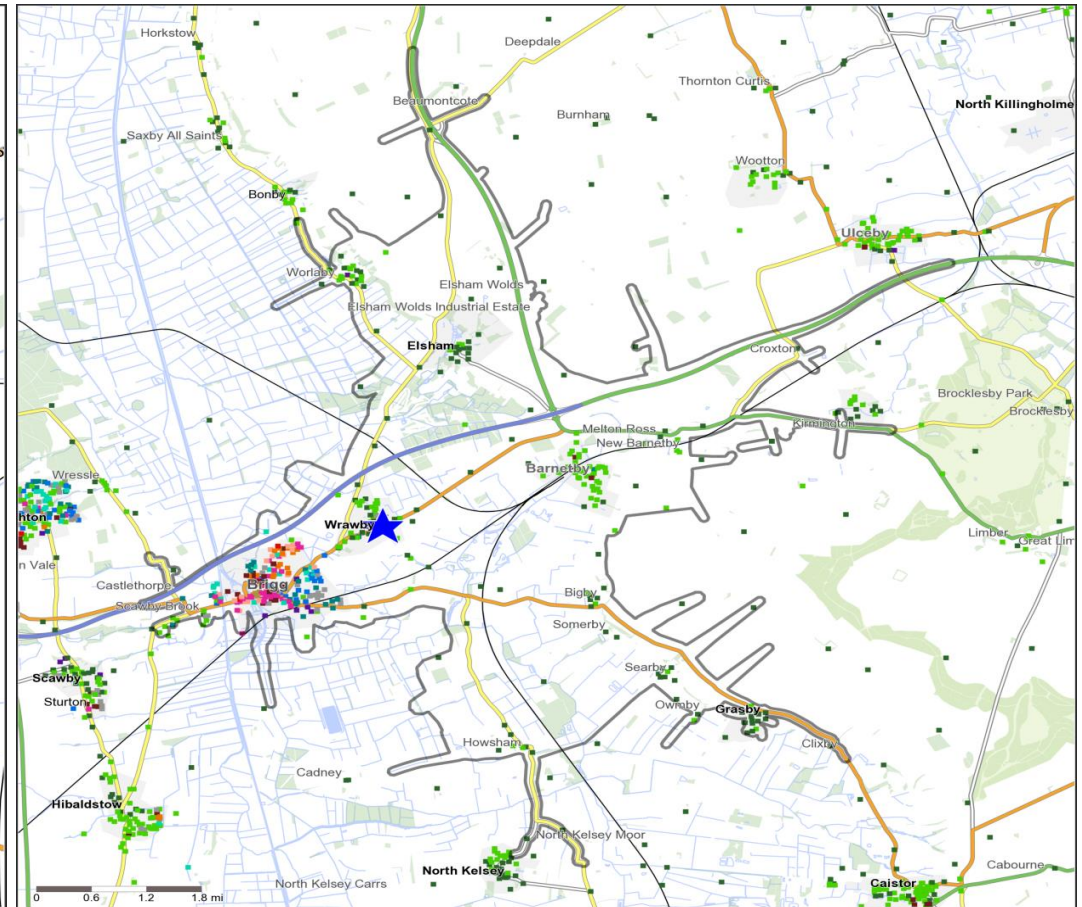 Horkstow
Deepdale
Thornton Curtis
Beaumontcote
North Killingholme
Burnham
Saxby All Saints
Wootton
Bonby
Ulceby
Worlaby
Elsham Wolds
Elsham Wolds Industrial Estate
Elsham
Croxton
Brocklesby Park
Brocklesby
Melton Ross
Kirmington
New Barnetby
Barnetby
Wressle
hton
Wrawby
Limber
Great Lim
n Vale
Castlethorpe
Brigg
Scawby Brook
Bigby
Somerby
Searby
Scawby
Sturton
Owmby
Grasby
Howsham
Clixby
Cadney
Hibaldstow
North Kelsey Moor
North Kelsey
Cabourne
Caistor
North Kelsey Carrs
0 0.6 1.2 1.8 mi